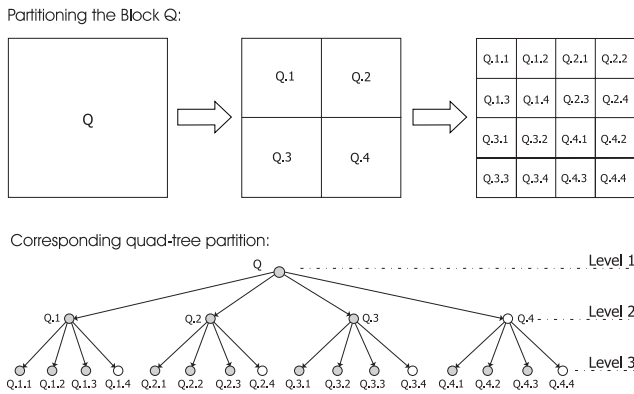 Partitioning the Block Q:
Q
Q.1 Q.2
Q.3 Q.4
Q.1.1 Q.1.2 Q.2.1 Q.2.2
Q.1.3 Q.1.4 Q.2.3 Q.2.4
Q.3.1 Q.3.2 Q.4.1 Q.4.2
Q.3.3 Q.3.4 Q.4.3 Q.4.4
Corresponding quad-tree partition:
Q Level 1
Q.1 Q.2 Q.3 Q.4 Level 2
Level 3
Q.1.1 Q.1.2 Q.1.3 Q.1.4 Q.2.1 Q.2.2 Q.2.3 Q.2.4 Q.3.1 Q.3.2 Q.3.3 Q.3.4 Q.4.1 Q.4.2 Q.4.3 Q.4.4